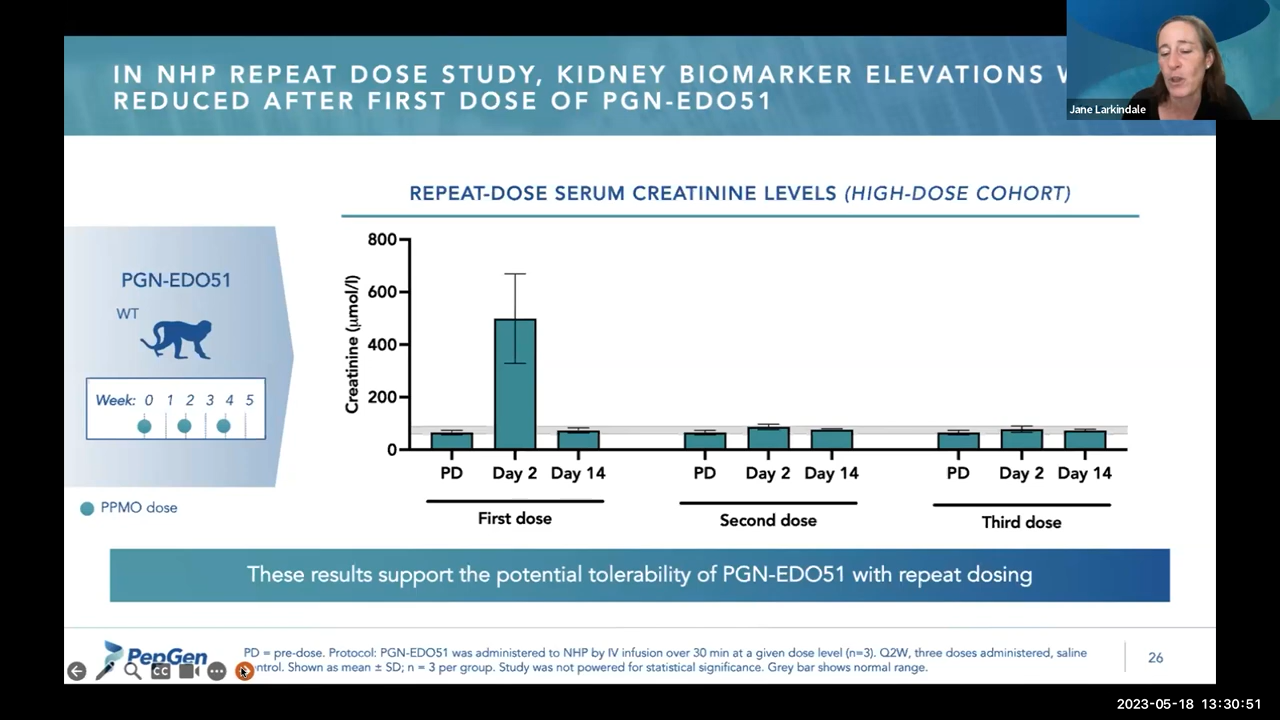 IN NHP REPEAT DOSE STUDY, KIDNEY BIOMARKER ELEVATIONS
REDUCED AFTER FIRST DOSE OF PGN-EDO51
Jane Larkindale
REPEAT-DOSE SERUM CREATININE LEVELS (HIGH-DOSE COHORT)
PGN-EDO51
WT
Week: 0 1 2 3 4 5
PPMO dose
Creatinine (µmol/l)
800
600
400
200
0
PD Day 2 Day 14 PD Day 2 Day 14 PD Day 2 Day 14
First dose Second dose Third dose
These results support the potential tolerability of PGN-EDO51 with repeat dosing
PepGen
PD = pre-dose. Protocol: PGN-EDO51 was administered to NHP by IV infusion over 30 min at a given dose level (n=3). Q2W, three doses administered, saline
Shown as mean ± SD; n = 3 per group. Study was not powered for statistical significance. Grey bar shows normal range.
26
CC
2023-05-18 13:30:51